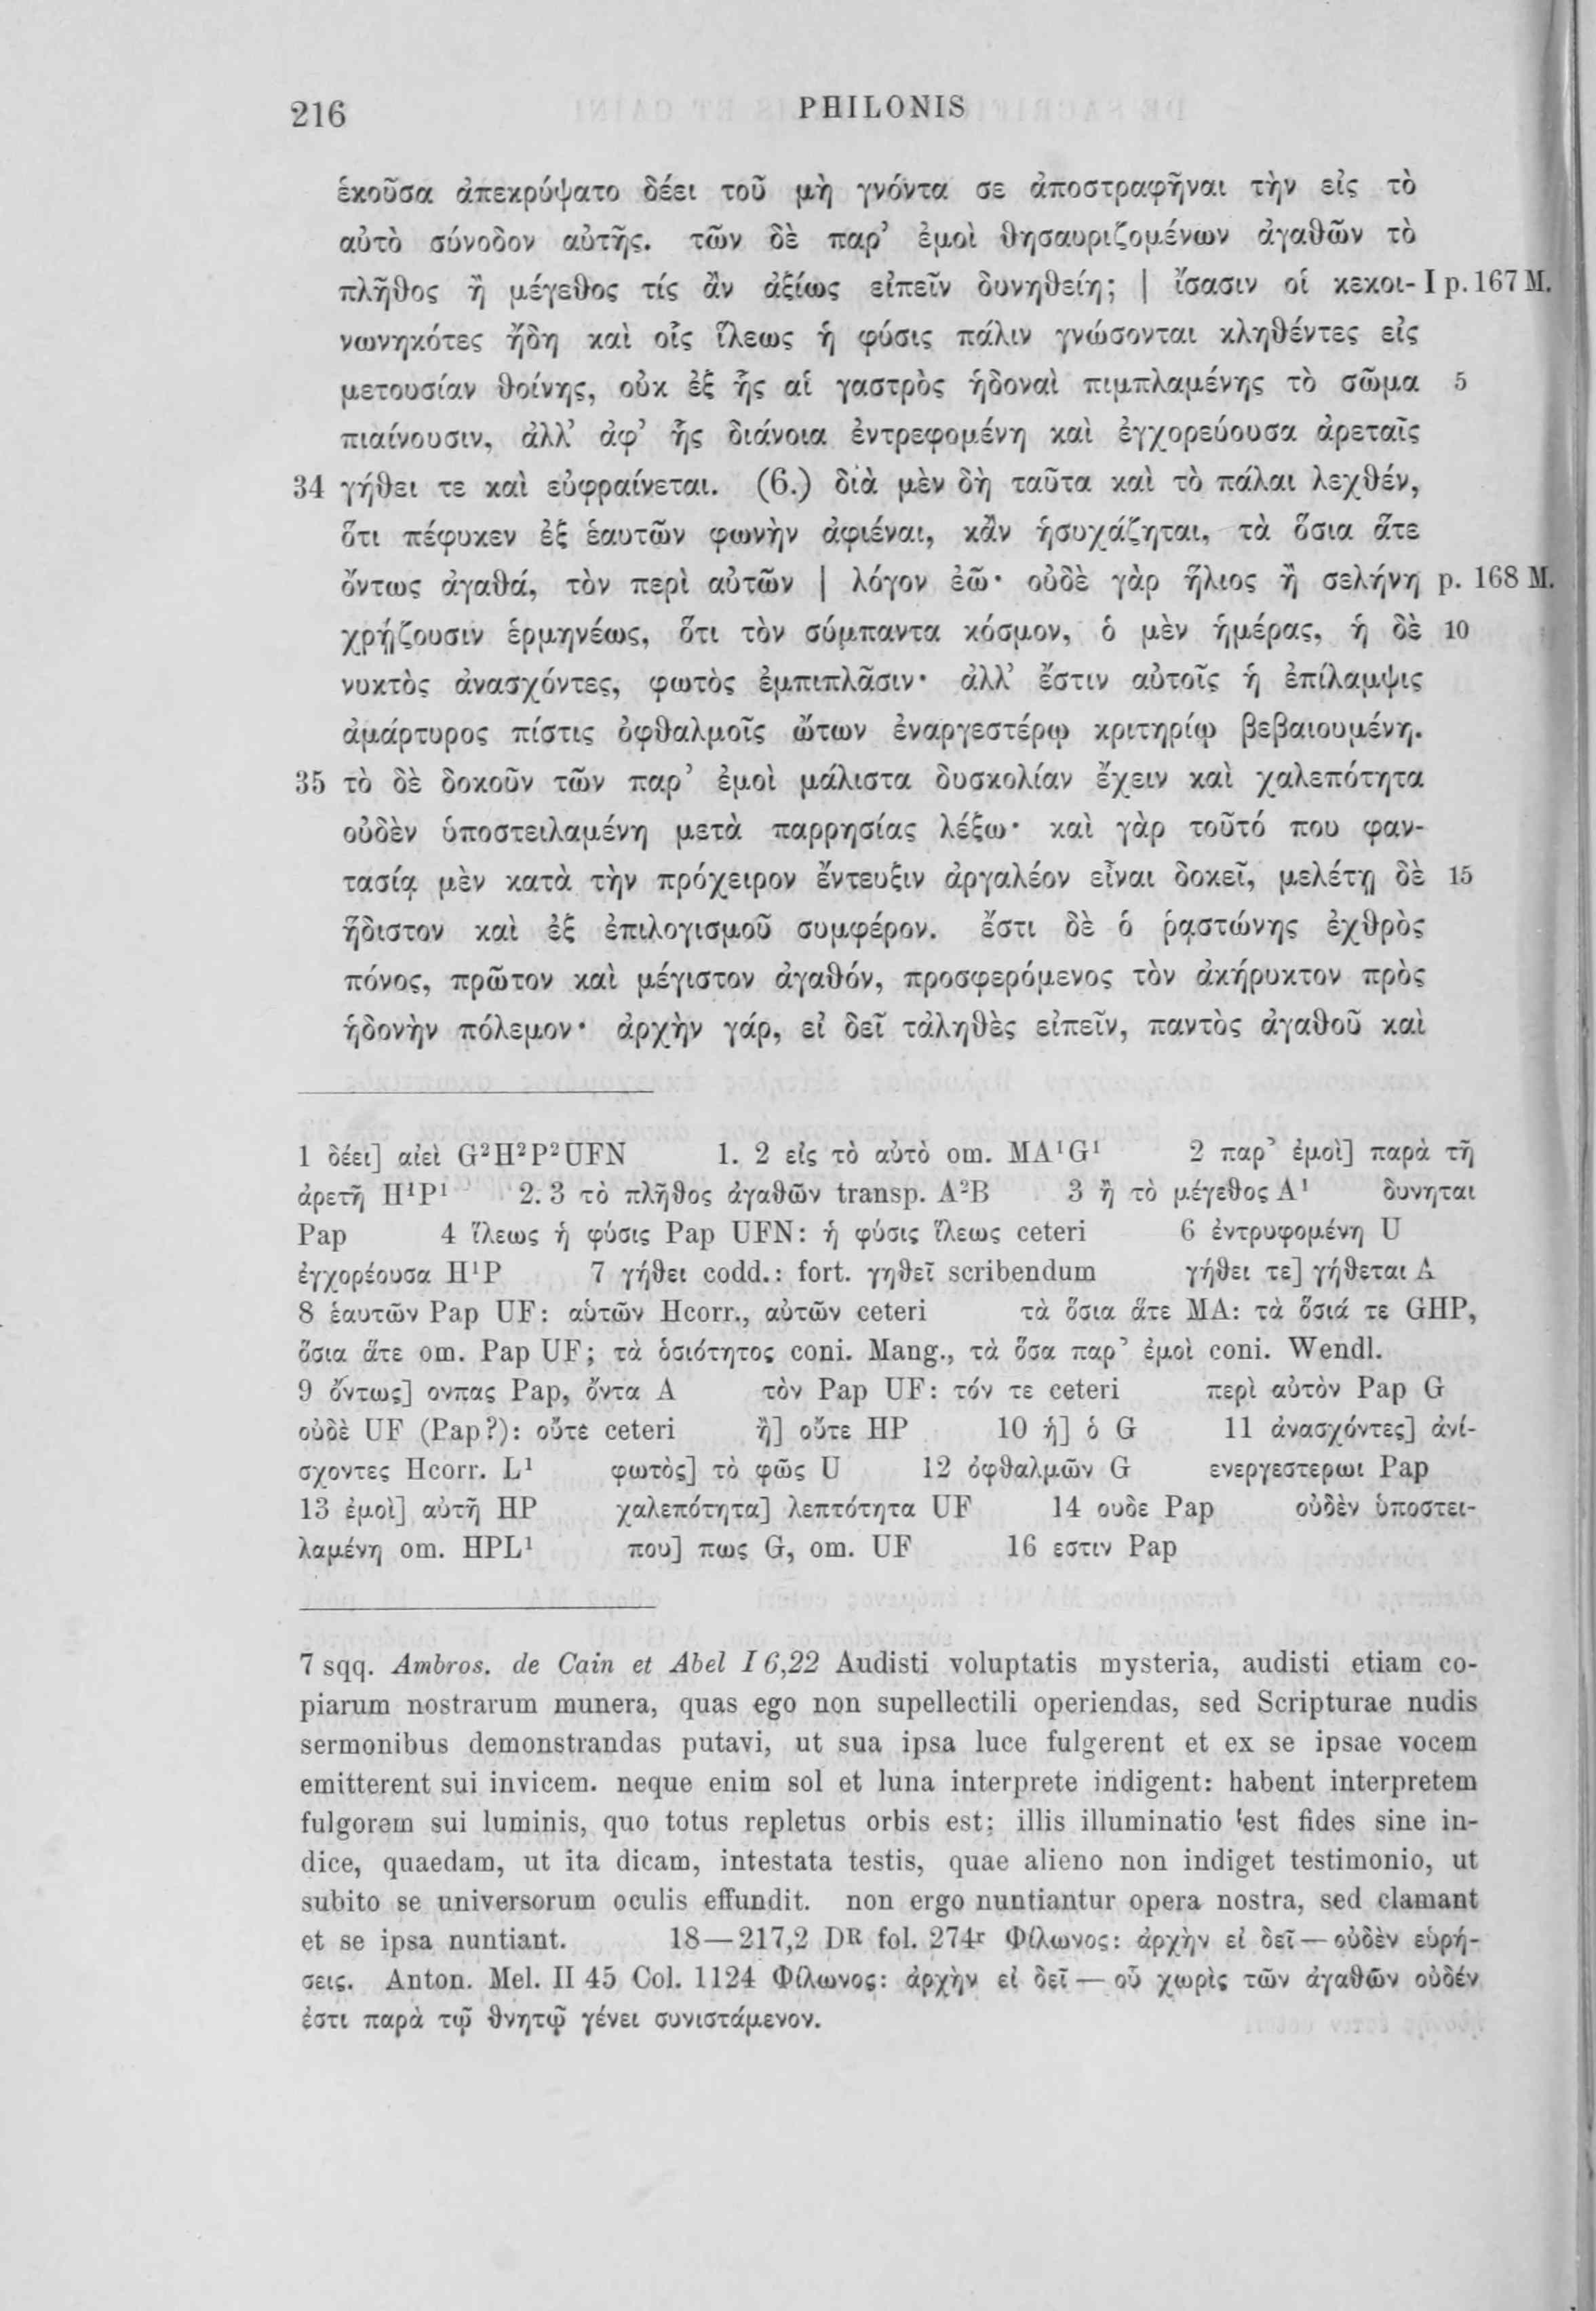 216
PHILONIS
ἑκοῦσα ἀπεκρύψατο δέει τοῦ μὴ γνόντα σε ἀποστραφῆναι τὴν εἰς τὸ
αὐτὸ σύνοδον αὐτῆς. τῶν δὲ παρ’ ἐμοὶ θησαυριζομένων ἀγαθῶν τὸ
πλῆθος ἢ μέγεθος τίς ἂν ἀξίως εἰπεῖν δυνηθείη; | ἴσασιν οἱ κεκοι- I p. 167 M.
νωνηκότες ἤδη καὶ οἷς ἵλεως ἡ φύσις πάλιν γνώσονται κληθέντες εἰς
μετουσίαν θοίνης, οὐκ ἐξ ἧς αἱ γαστρὸς ἡδοναὶ πιμπλαμένης τὸ σῶμα 5
πιαίνουσιν, ἀλλ’ ἀφ’ ἧς διάνοια ἐντρεφομένη καὶ ἐγχορεύουσα ἀρεταῖς
34 γήθει τε καὶ εὐφραίνεται. (6.) διὰ μὲν δὴ ταῦτα καὶ τὸ πάλαι λεχθέν,
ὅτι πέφυκεν ἐξ ἑαυτῶν φωνὴν ἀφιέναι, κἂν ἡσυχάζηται, τὰ ὅσια ἅτε
ὄντως ἀγαθά, τὸν περὶ αὐτῶν | λόγον ἐῶ· οὐδὲ γὰρ ἥλιος ἢ σελήνη p. 168 M.
χρῄζουσιν ἑρμηνέως, ὅτι τὸν σύμπαντα κόσμον, ὁ μὲν ἡμέρας, ἡ δὲ 10
νυκτὸς ἀνασχόντες, φωτὸς ἐμπιπλᾶσιν· ἀλλ’ ἔστιν αὐτοῖς ἡ ἐπίλαμψις
ἀμάρτυρος πίστις ὀφθαλμοῖς ὤτων ἐναργεστέρῳ κριτηρίῳ βεβαιουμένη.
35 τὸ δὲ δοκοῦν τῶν παρ’ ἐμοὶ μάλιστα δυσκολίαν ἔχειν καὶ χαλεπότητα
οὐδὲν ὑποστειλαμένη μετὰ παρρησίας λέξω· καὶ γὰρ τοῦτό που φαν-
τασίᾳ μὲν κατὰ τὴν πρόχειρον ἔντευξιν ἀργαλέον εἶναι δοκεῖ, μελέτῃ δὲ 15
ἥδιστον καὶ ἐξ ἐπιλογισμοῦ συμφέρον. ἔστι δὲ ὁ ῥᾳστώνης ἐχθρὸς
πόνος, πρῶτον καὶ μέγιστον ἀγαθόν, προσφερόμενος τὸν ἀκήρυκτον πρὸς
ἡδονὴν πόλεμον· ἀρχὴν γάρ, εἰ δεῖ τἀληθὲς εἰπεῖν, παντὸς ἀγαθοῦ καὶ
1 δέει] αἰεὶ G²H²P²UFN 1. 2 εἰς τὸ αὐτὸ om. MA¹G¹ 2 παρ’ ἐμοὶ] παρὰ τῆ
ἀρετῆ H¹P¹ 2. 3 τὸ πλῆθος ἀγαθῶν transp. A²B 3 ἢ τὸ μέγεθος A¹ δυνηται
Pap 4 ἵλεως ἡ φύσις Pap UFN: ἡ φύσις ἵλεως ceteri 6 ἐντρυφομένη U
ἐγχορέουσα H¹P 7 γήθει codd.: fort. γηθεῖ scribendum γήθει τε] γήθεται A
8 ἑαυτῶν Pap UF: αὑτῶν Hcorr., αὐτῶν ceteri τὰ ὅσια ἅτε MA: τὰ ὅσιά τε GHP,
ὅσια ἅτε om. Pap UF; τὰ ὁσιότητος coni. Mang., τὰ ὅσα παρ’ ἐμοὶ coni. Wendl.
9 ὄντως] ονπας Pap, ὄντα A τὸν Pap UF: τόν τε ceteri περὶ αὐτὸν Pap G
οὐδὲ UF (Pap?): οὔτε ceteri ἢ] οὔτε HP 10 ἡ] ὁ G 11 ἀνασχόντες] ἀνί-
σχοντες Hcorr. L¹ φωτὸς] τὸ φῶς U 12 ὀφθαλμῶν G ενεργεστερωι Pap
13 ἐμοὶ] αὐτῆ HP χαλεπότητα] λεπτότητα UF 14 ουδε Pap οὐδὲν ὑποστει-
λαμένη om. HPL¹ που] πως G, om. UF 16 εστιν Pap
7 sqq. Ambros. de Cain et Abel I 6,22 Audisti voluptatis mysteria, audisti etiam co-
piarum nostrarum munera, quas ego non supellectili operiendas, sed Scripturae nudis
sermonibus demonstrandas putavi, ut sua ipsa luce fulgerent et ex se ipsae vocem
emitterent sui invicem. neque enim sol et luna interprete indigent: habent interpretem
fulgorem sui luminis, quo totus repletus orbis est; illis illuminatio est fides sine in-
dice, quaedam, ut ita dicam, intestata testis, quae alieno non indiget testimonio, ut
subito se universorum oculis effundit. non ergo nuntiantur opera nostra, sed clamant
et se ipsa nuntiant. 18—217,2 Dᴿ fol. 274ʳ Φίλωνος: ἀρχὴν εἰ δεῖ — οὐδὲν εὑρή-
σεις. Anton. Mel. II 45 Col. 1124 Φίλωνος: ἀρχὴν εἰ δεῖ — οὗ χωρὶς τῶν ἀγαθῶν οὐδέν
ἐστι παρὰ τῷ θνητῷ γένει συνιστάμενον.